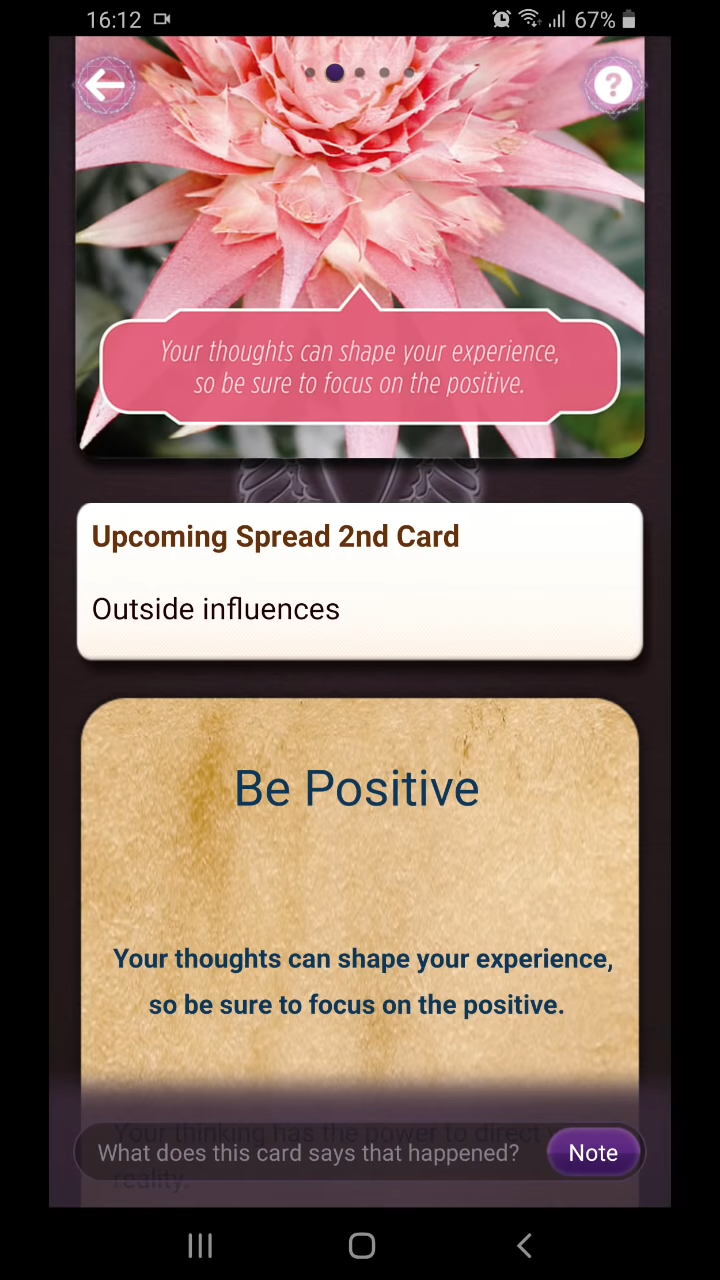 16:12
67%
?
Your thoughts can shape your experience,
so be sure to focus on the positive.
Upcoming Spread 2nd Card
Outside influences
Be Positive
Your thoughts can shape your experience,
so be sure to focus on the positive.
Your thinking has the power to direct
reality.
What does this card says that happened?
Note